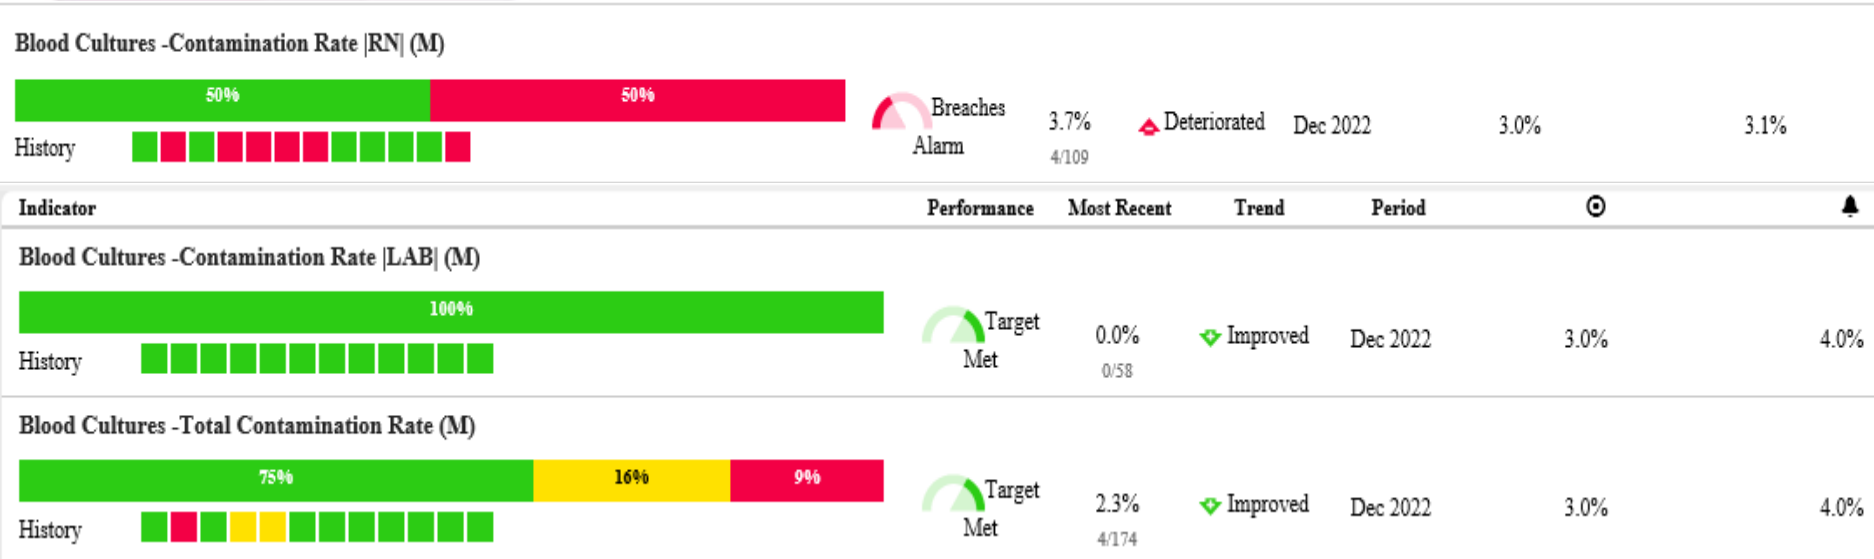 Blood Cultures -Contamination Rate |RN| (M)
50% 50%
Breaches
Alarm
3.7%
4/109
Deteriorated
Dec 2022
3.0%
3.1%
History
Indicator Performance Most Recent Trend Period
Blood Cultures -Contamination Rate |LAB| (M)
100%
Target
Met
0.0%
0/58
Improved
Dec 2022
3.0%
4.0%
History
Blood Cultures -Total Contamination Rate (M)
75% 16% 9%
Target
Met
2.3%
4/174
Improved
Dec 2022
3.0%
4.0%
History